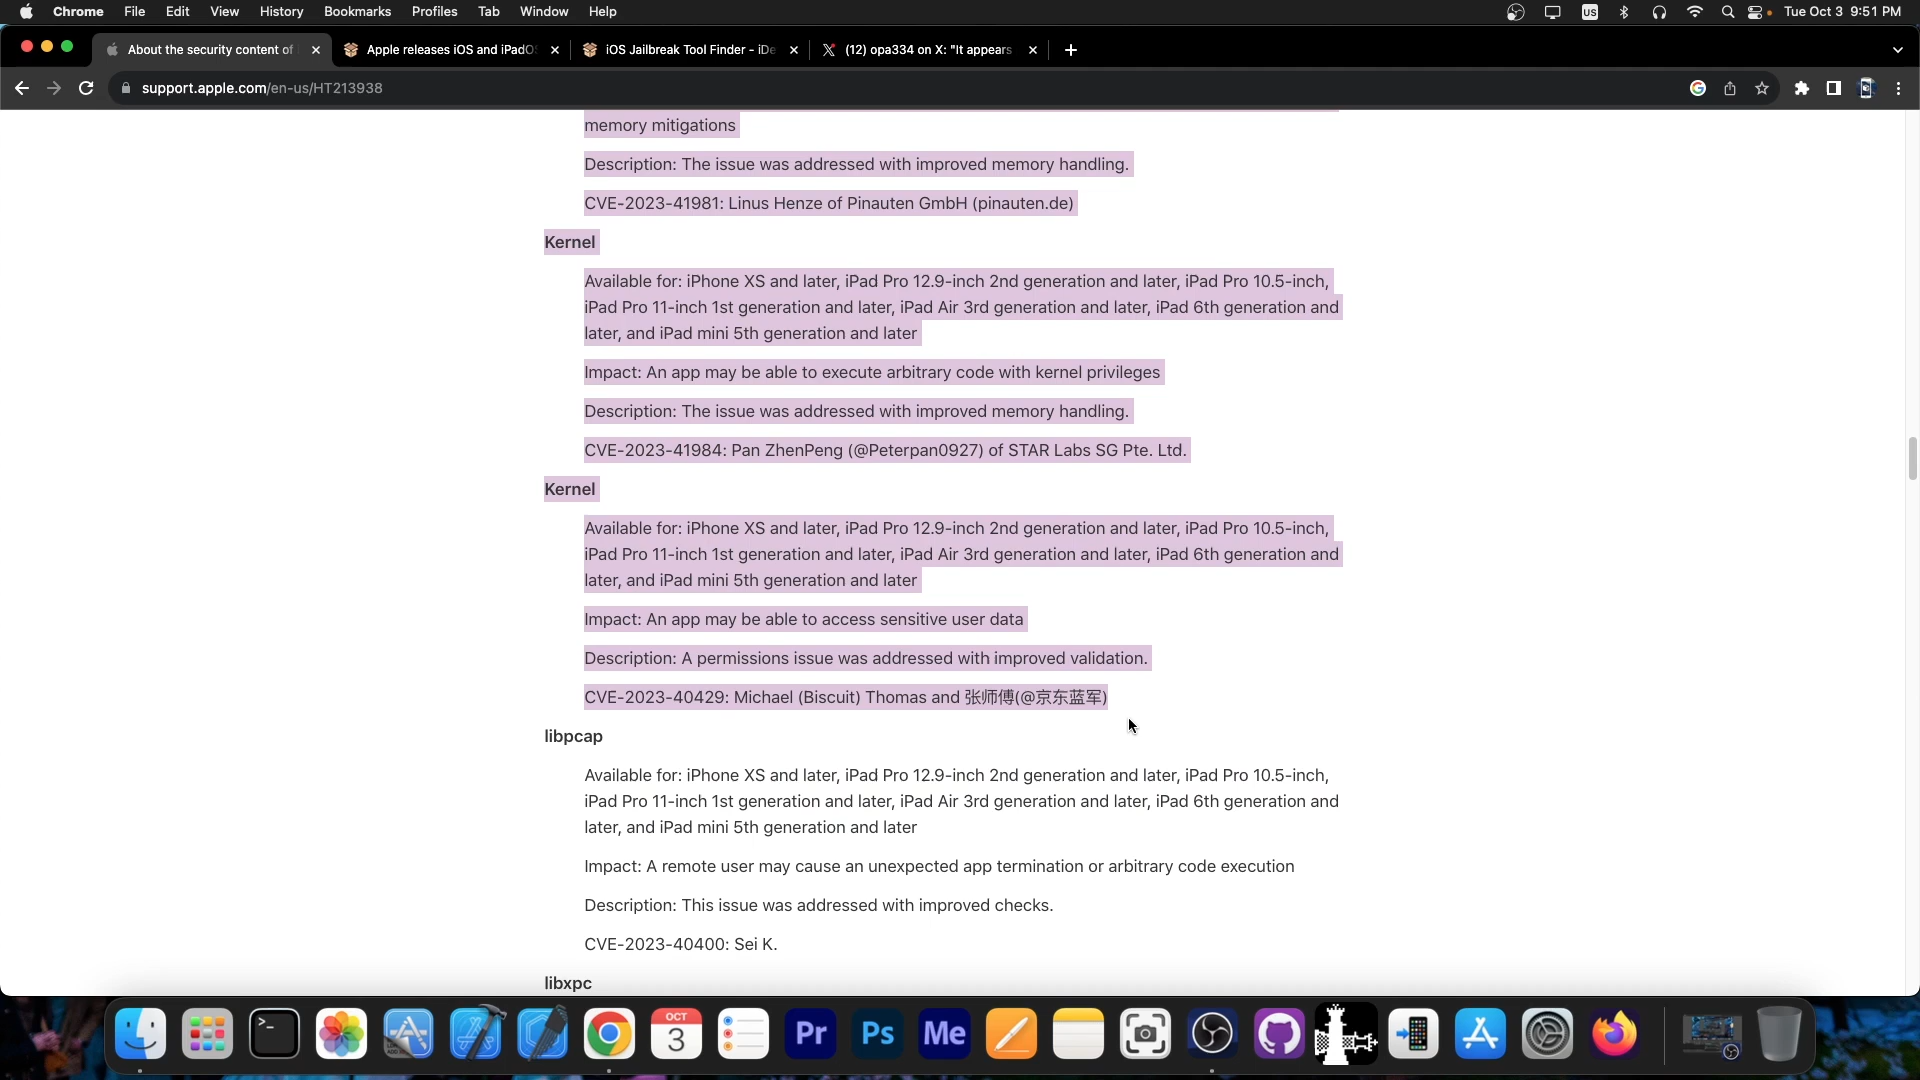 Chrome File Edit View History Bookmarks Profiles Tab Window Help
US
Tue Oct 3 9:51 PM
About the security content of
Apple releases iOS and iPadOS
iOS Jailbreak Tool Finder - iDe
(12) opa334 on X: "It appears
support.apple.com/en-us/HT213938
memory mitigations
Description: The issue was addressed with improved memory handling.
CVE-2023-41981: Linus Henze of Pinauten GmbH (pinauten.de)
Kernel
Available for: iPhone XS and later, iPad Pro 12.9-inch 2nd generation and later, iPad Pro 10.5-inch,
iPad Pro 11-inch 1st generation and later, iPad Air 3rd generation and later, iPad 6th generation and
later, and iPad mini 5th generation and later
Impact: An app may be able to execute arbitrary code with kernel privileges
Description: The issue was addressed with improved memory handling.
CVE-2023-41984: Pan ZhenPeng (@Peterpan0927) of STAR Labs SG Pte. Ltd.
Kernel
Available for: iPhone XS and later, iPad Pro 12.9-inch 2nd generation and later, iPad Pro 10.5-inch,
iPad Pro 11-inch 1st generation and later, iPad Air 3rd generation and later, iPad 6th generation and
later, and iPad mini 5th generation and later
Impact: An app may be able to access sensitive user data
Description: A permissions issue was addressed with improved validation.
CVE-2023-40429: Michael (Biscuit) Thomas and 张师傅(@京东蓝军)
libpcap
Available for: iPhone XS and later, iPad Pro 12.9-inch 2nd generation and later, iPad Pro 10.5-inch,
iPad Pro 11-inch 1st generation and later, iPad Air 3rd generation and later, iPad 6th generation and
later, and iPad mini 5th generation and later
Impact: A remote user may cause an unexpected app termination or arbitrary code execution
Description: This issue was addressed with improved checks.
CVE-2023-40400: Sei K.
libxpc
OCT
3
Pr
Ps
Me